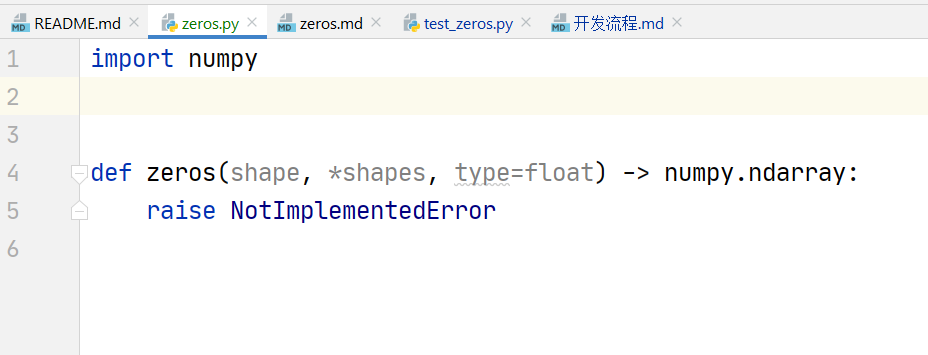 README.md zeros.py zeros.md test_zeros.py 开发流程.md
1 import numpy
2
3
4 def zeros(shape, *shapes, type=float) -> numpy.ndarray:
5     raise NotImplementedError
6